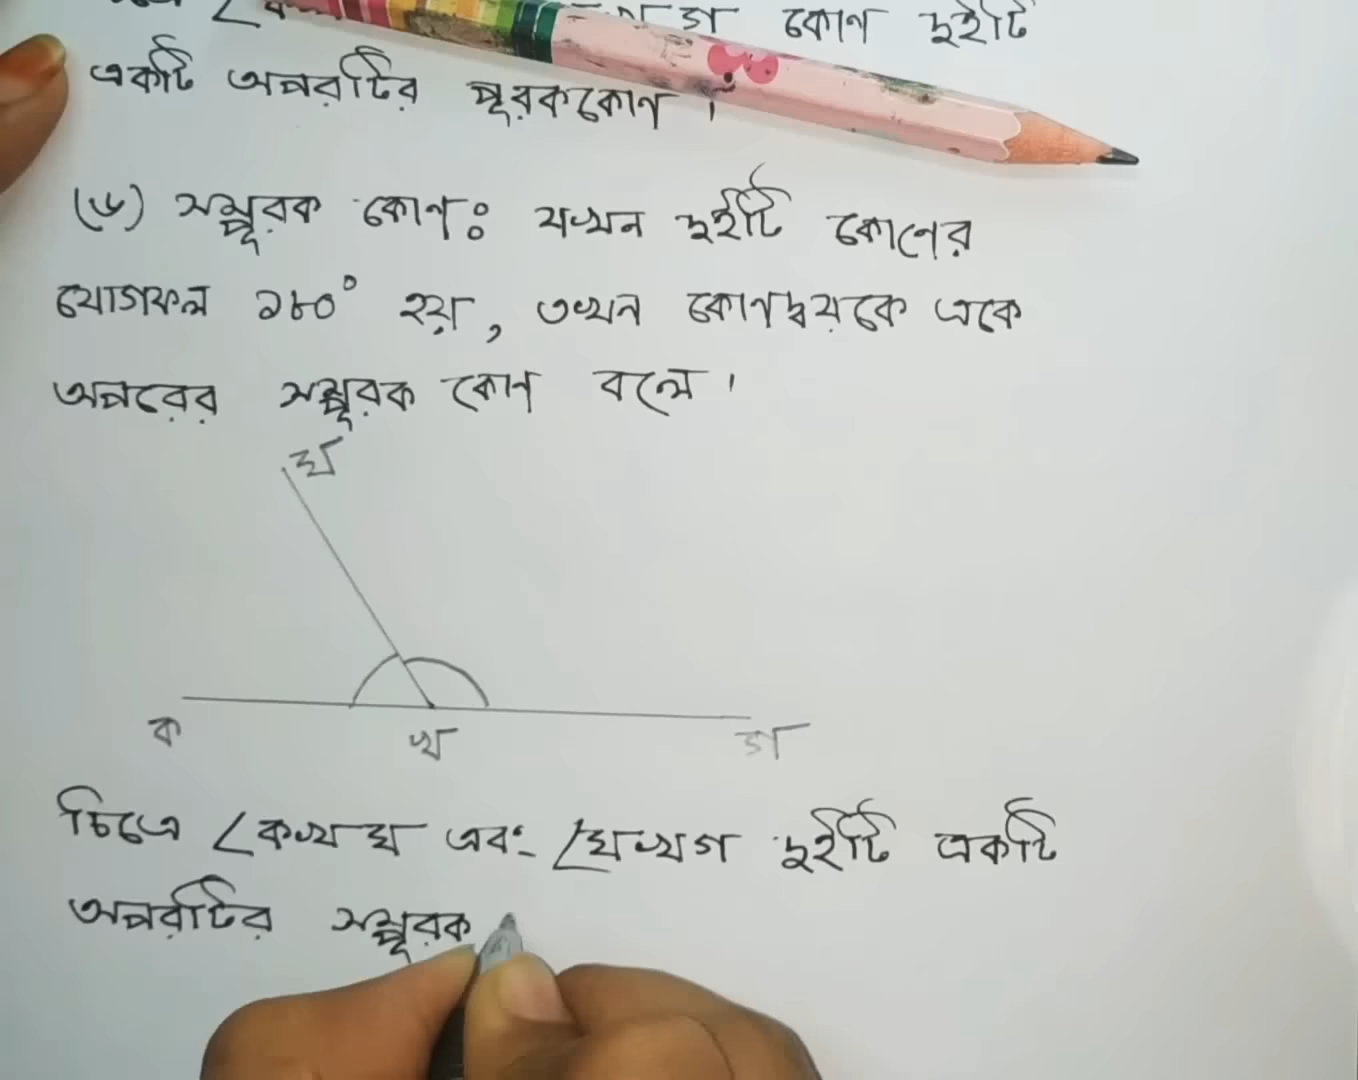 গ কোণ দুইটি
একটি অপরটির পূরককোণ ।
(৬) সম্পূরক কোণঃ যখন দুইটি কোণের
যোগফল ১৮০° হয়, তখন কোণদ্বয়কে একে
অপরের সম্পূরক কোণ বলে ।
ঘ
ক খ গ
চিত্রে ∠কখঘ এবং ∠ঘখগ দুইটি একটি
অপরটির সম্পূরক